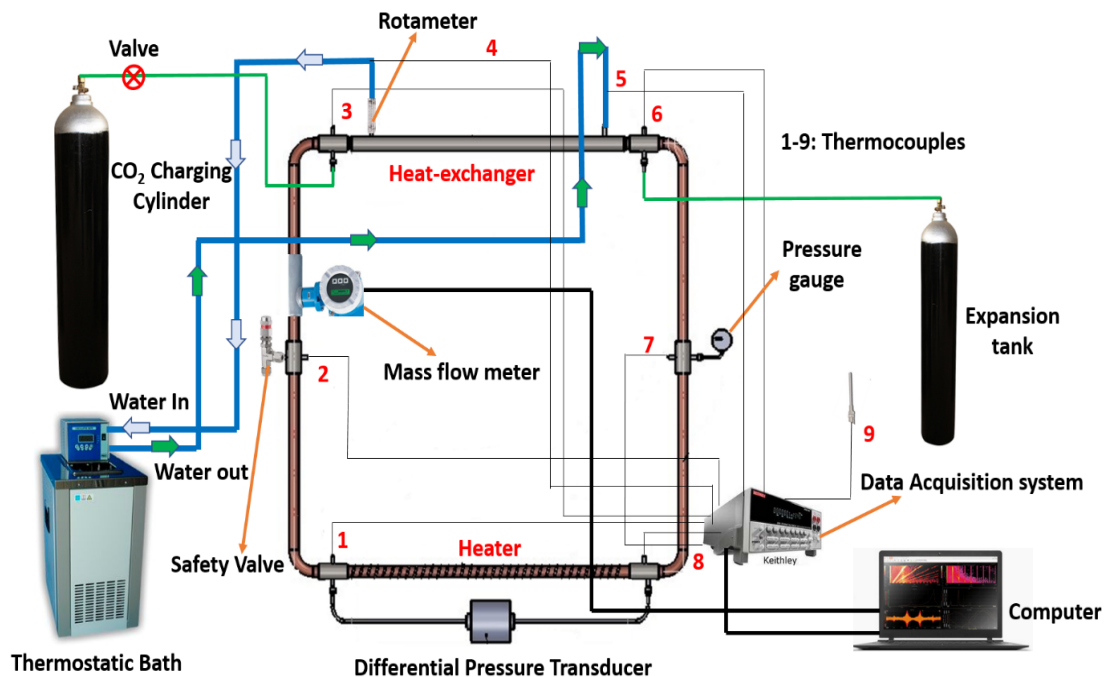 Rotameter
Valve
4
5
3
6
1-9: Thermocouples
CO₂ Charging
Cylinder
Heat-exchanger
Pressure
gauge
Expansion
tank
7
2
Mass flow meter
Water In
9
Water out
Data Acquisition system
Safety Valve
1
Heater
8
Keithley
Computer
Thermostatic Bath
Differential Pressure Transducer